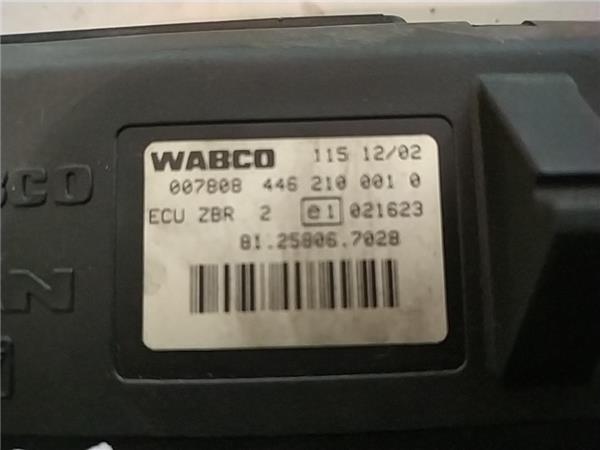 WABCO 115 12/02
007808 446 210 001 0
ECU ZBR 2 e1 021623
81.25806.7028